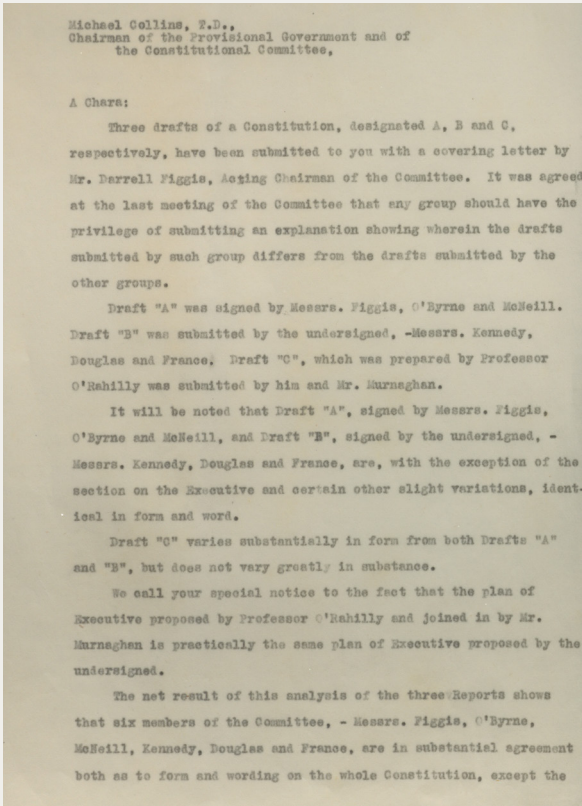 Michael Collins, T.D.,
Chairman of the Provisional Government and of
the Constitutional Committee,
A Chara:
Three drafts of a Constitution, designated A, B and C,
respectively, have been submitted to you with a covering letter by
Mr. Darrell Figgis, Acting Chairman of the Committee. It was agreed
at the last meeting of the Committee that any group should have the
privilege of submitting an explanation showing wherein the drafts
submitted by such group differs from the drafts submitted by the
other groups.
Draft "A" was signed by Messrs. Figgis, O'Byrne and McNeill.
Draft "B" was submitted by the undersigned, -Messrs. Kennedy,
Douglas and France. Draft "C", which was prepared by Professor
O'Rahilly was submitted by him and Mr. Murnaghan.
It will be noted that Draft "A", signed by Messrs. Figgis,
O'Byrne and McNeill, and Draft "B", signed by the undersigned, -
Messrs. Kennedy, Douglas and France, are, with the exception of the
section on the Executive and certain other slight variations, ident-
ical in form and word.
Draft "C" varies substantially in form from both Drafts "A"
and "B", but does not vary greatly in substance.
We call your special notice to the fact that the plan of
Executive proposed by Professor O'Rahilly and joined in by Mr.
Murnaghan is practically the same plan of Executive proposed by the
undersigned.
The net result of this analysis of the three Reports shows
that six members of the Committee, - Messrs. Figgis, O'Byrne,
McNeill, Kennedy, Douglas and France, are in substantial agreement
both as to form and wording on the whole Constitution, except the